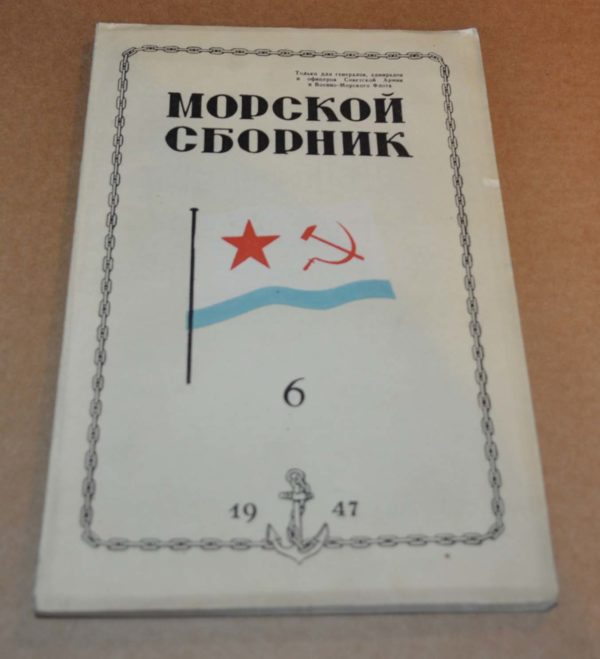 Только для генералов, адмиралов
и офицеров Советской Армии
и Военно-Морского Флота
МОРСКОЙ
СБОРНИК
6
19 47